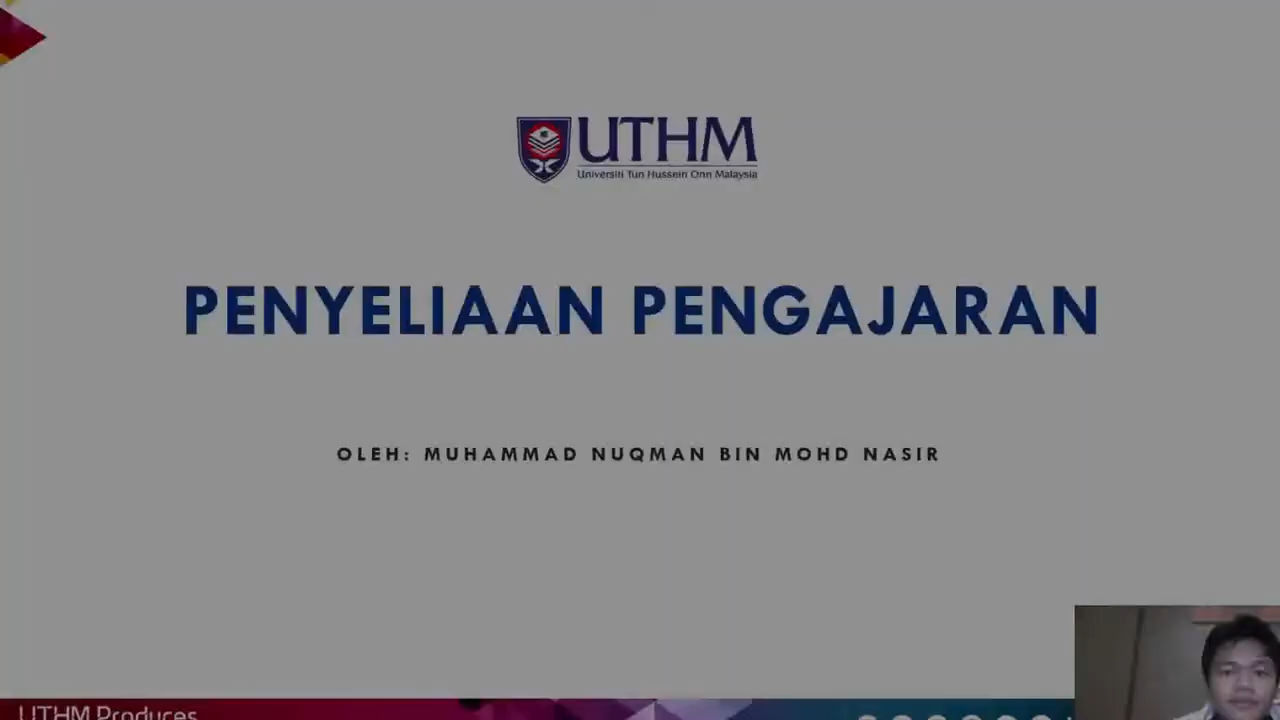 UTHM
Universiti Tun Hussein Onn Malaysia
PENYELIAAN PENGAJARAN
OLEH: MUHAMMAD NUQMAN BIN MOHD NASIR
UTHM Produces